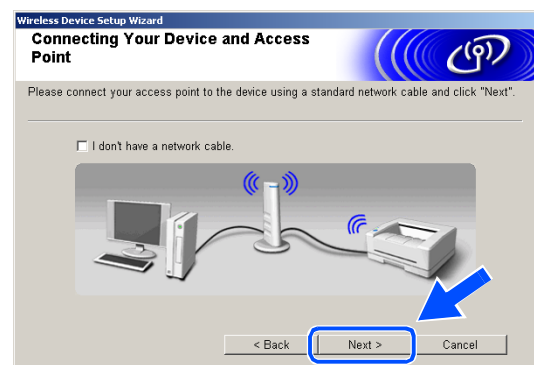 Wireless Device Setup Wizard
Connecting Your Device and Access
Point
Please connect your access point to the device using a standard network cable and click "Next".
I don't have a network cable.
< Back
Next >
Cancel